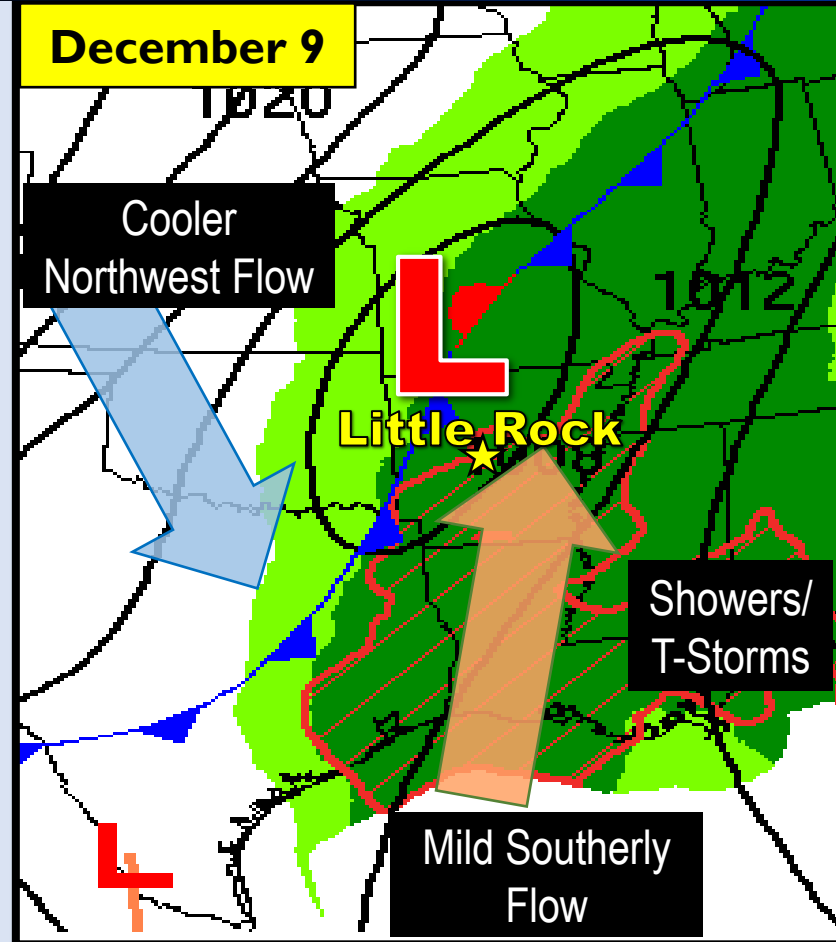 December 9
1020
Cooler
Northwest Flow
1012
L
Little Rock
Showers/
T-Storms
L
Mild Southerly
Flow